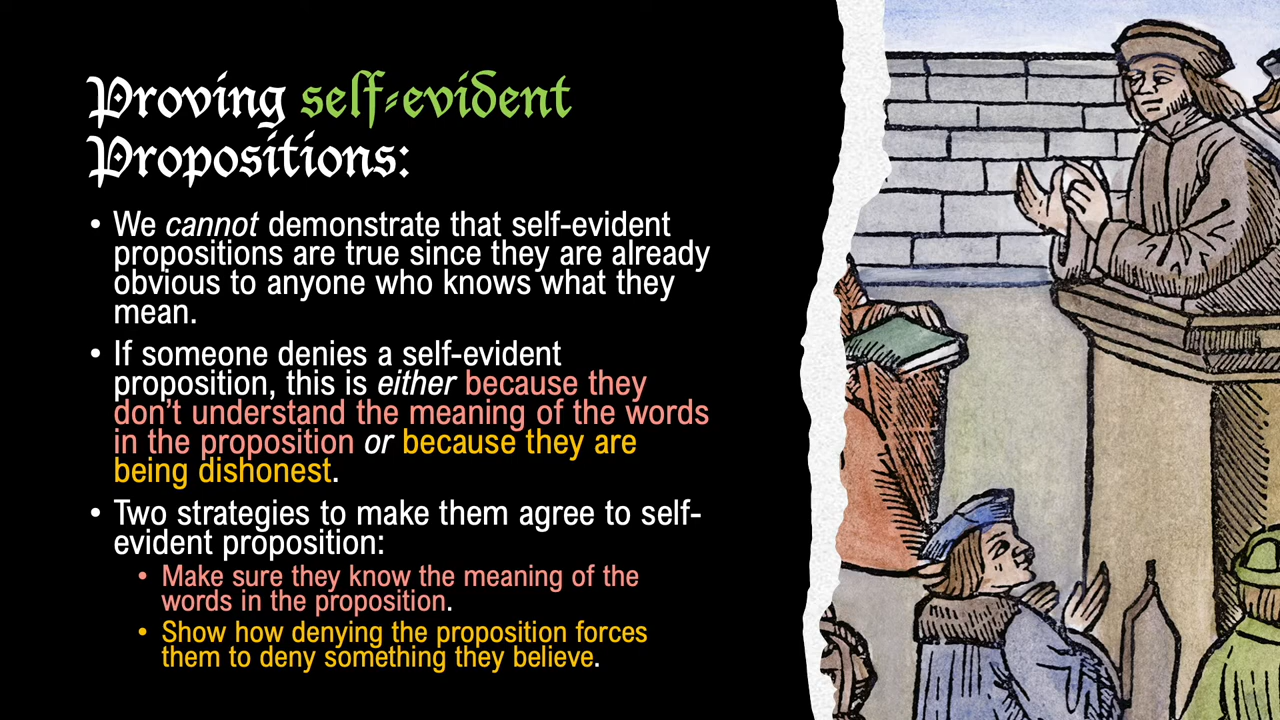 Proving self-evident
Propositions:
• We cannot demonstrate that self-evident
propositions are true since they are already
obvious to anyone who knows what they
mean.
• If someone denies a self-evident
proposition, this is either because they
don't understand the meaning of the words
in the proposition or because they are
being dishonest.
• Two strategies to make them agree to self-
evident proposition:
• Make sure they know the meaning of the
words in the proposition.
• Show how denying the proposition forces
them to deny something they believe.